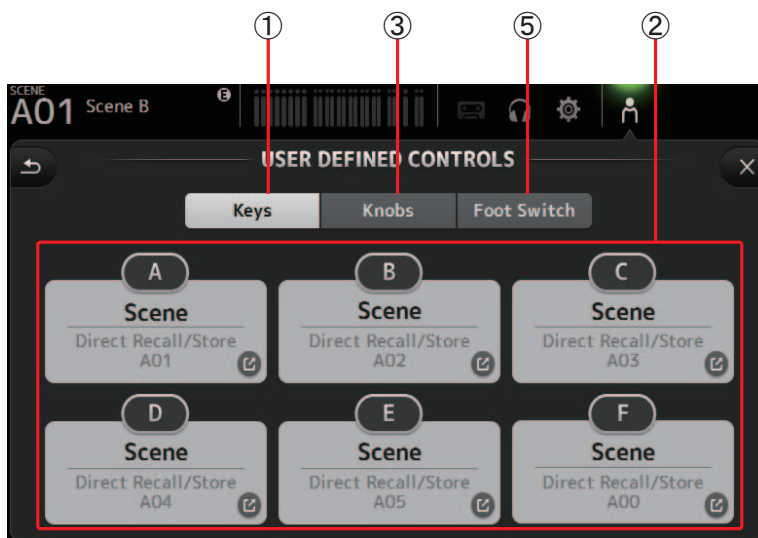 ① ③ ⑤ ②
SCENE
A01 Scene B E
USER DEFINED CONTROLS
Keys Knobs Foot Switch
A B C
Scene Scene Scene
Direct Recall/Store Direct Recall/Store Direct Recall/Store
A01 A02 A03
D E F
Scene Scene Scene
Direct Recall/Store Direct Recall/Store Direct Recall/Store
A04 A05 A00